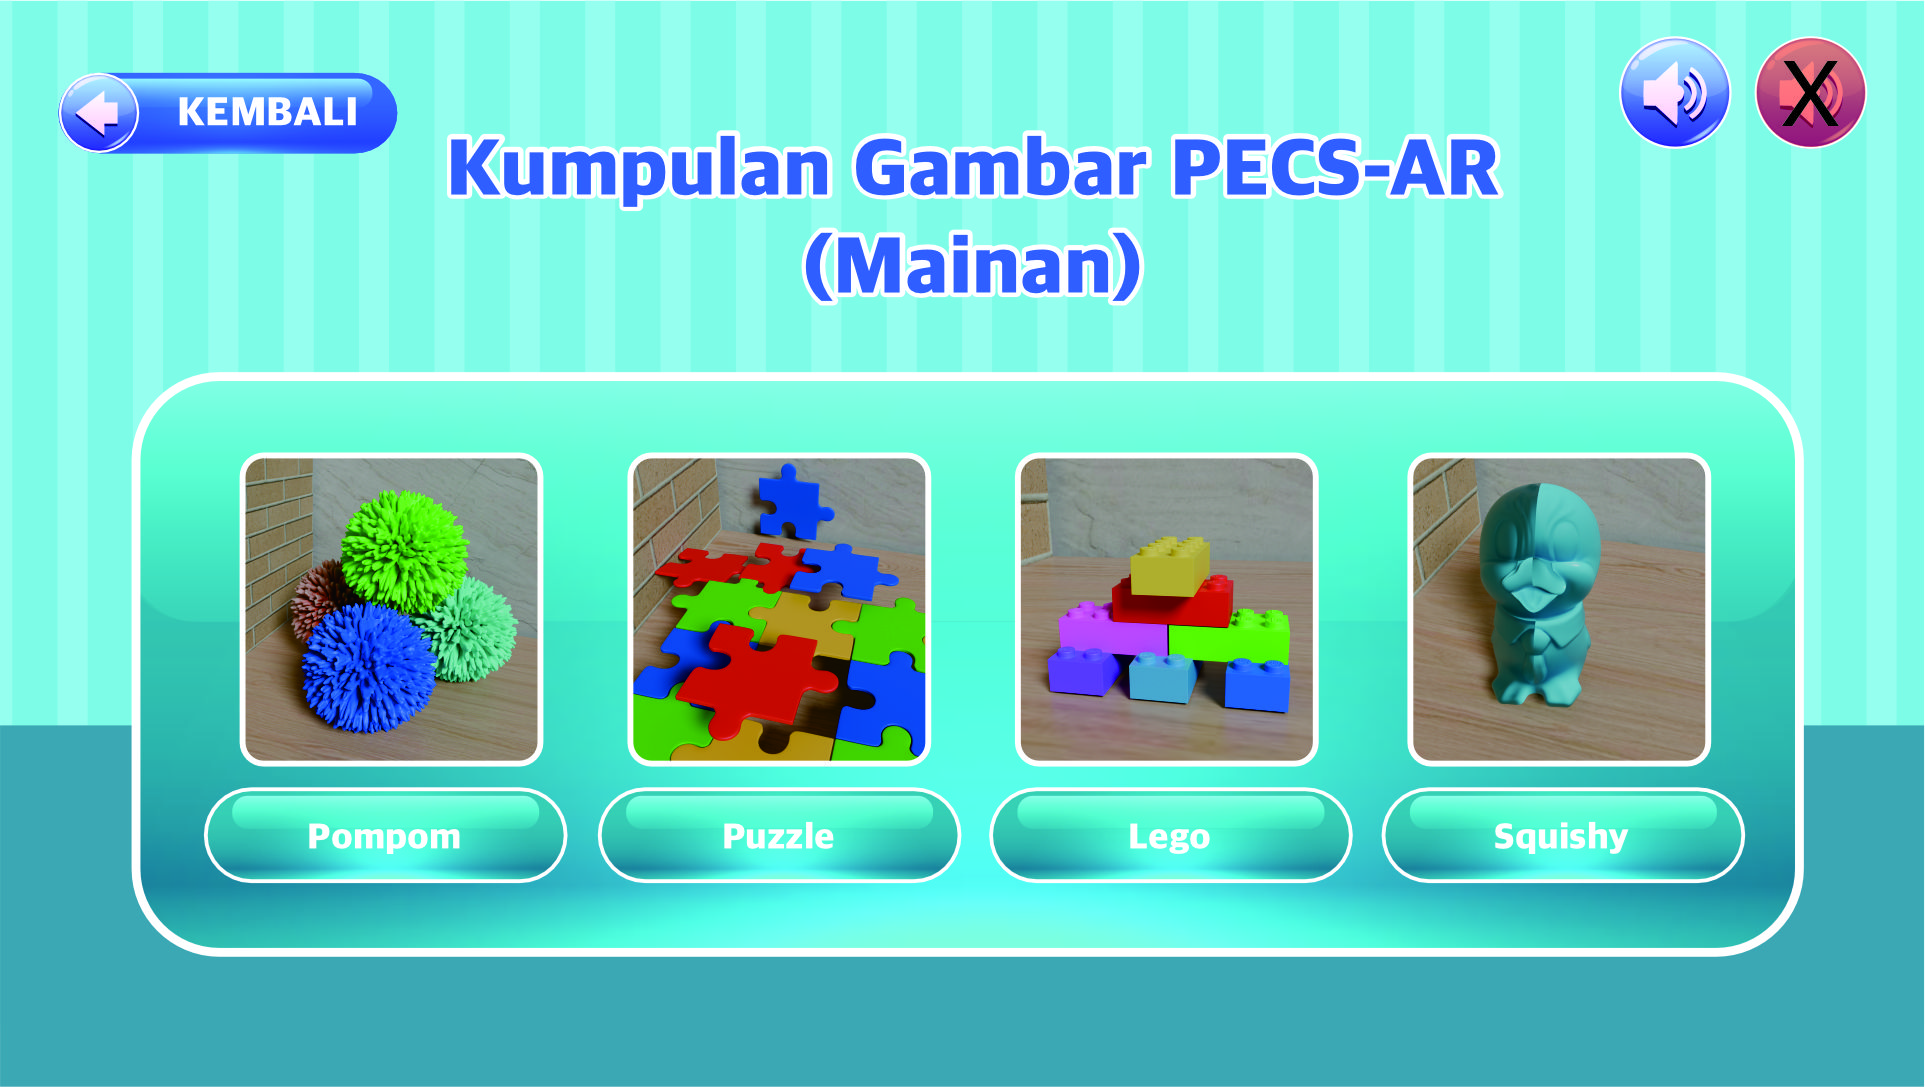 KEMBALI
X
Kumpulan Gambar PECS-AR
(Mainan)
Pompom
Puzzle
Lego
Squishy